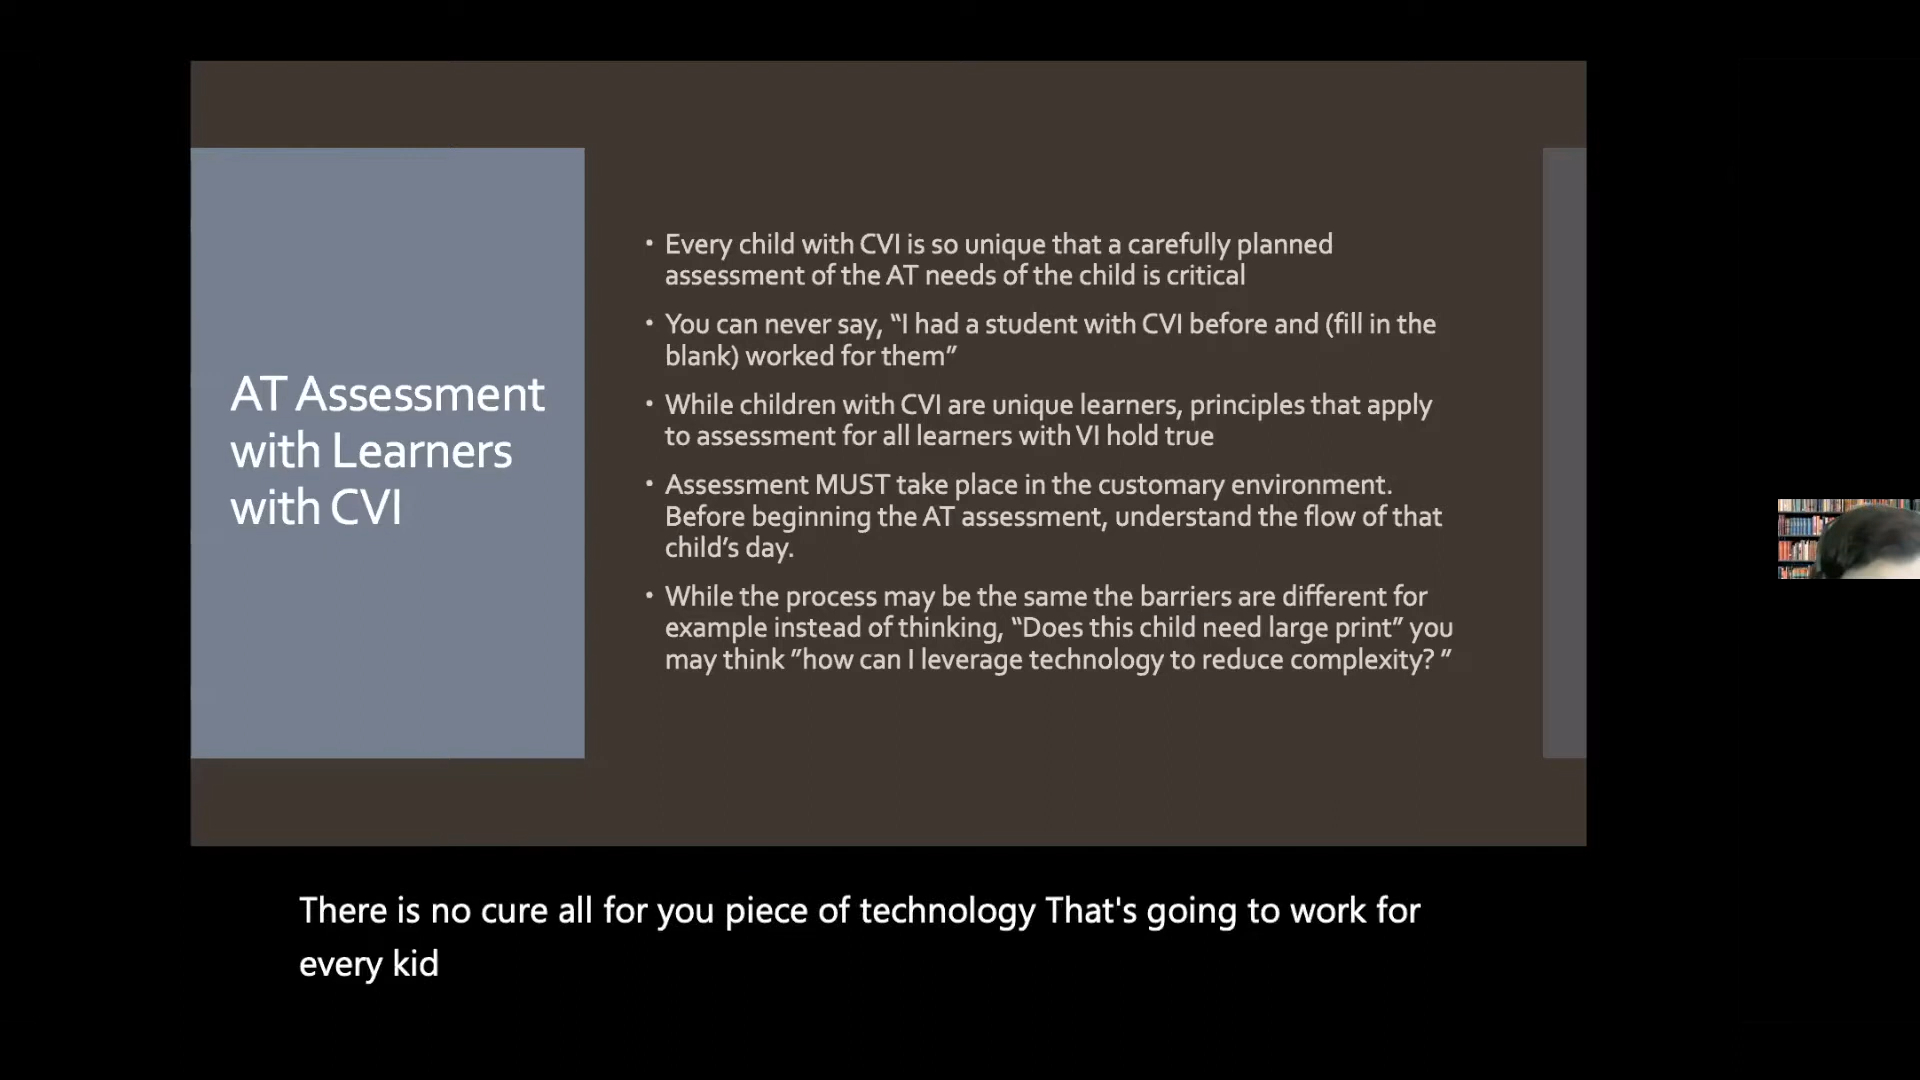 AT Assessment
with Learners
with CVI
• Every child with CVI is so unique that a carefully planned
assessment of the AT needs of the child is critical
• You can never say, “I had a student with CVI before and (fill in the
blank) worked for them”
• While children with CVI are unique learners, principles that apply
to assessment for all learners with VI hold true
• Assessment MUST take place in the customary environment.
Before beginning the AT assessment, understand the flow of that
child’s day.
• While the process may be the same the barriers are different for
example instead of thinking, “Does this child need large print” you
may think ”how can I leverage technology to reduce complexity? ”
There is no cure all for you piece of technology That's going to work for
every kid